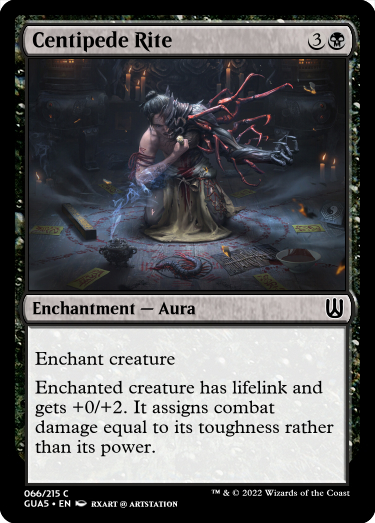 Centipede Rite 3
Enchantment — Aura
Enchant creature
Enchanted creature has lifelink and
gets +0/+2. It assigns combat
damage equal to its toughness rather
than its power.
066/215 C
GUA5 • EN RXART @ ARTSTATION
™ & © 2022 Wizards of the Coast